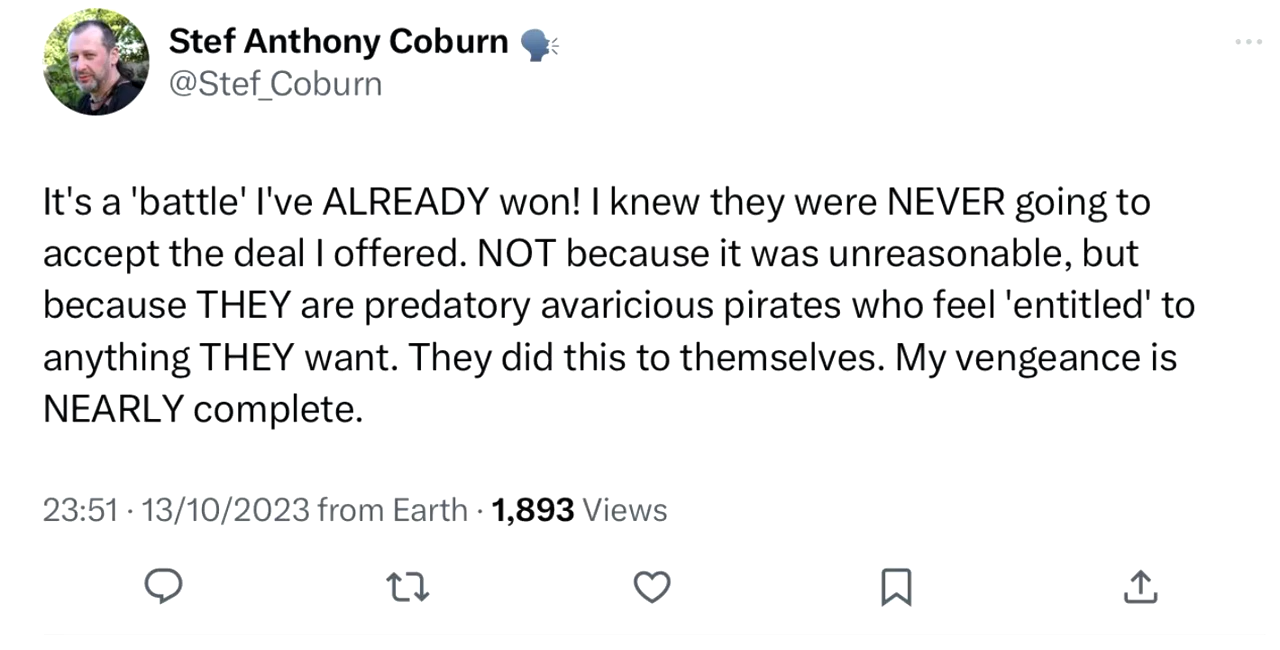 Stef Anthony Coburn 🗣️
@Stef_Coburn
It's a 'battle' I've ALREADY won! I knew they were NEVER going to
accept the deal I offered. NOT because it was unreasonable, but
because THEY are predatory avaricious pirates who feel 'entitled' to
anything THEY want. They did this to themselves. My vengeance is
NEARLY complete.
23:51 · 13/10/2023 from Earth · 1,893 Views